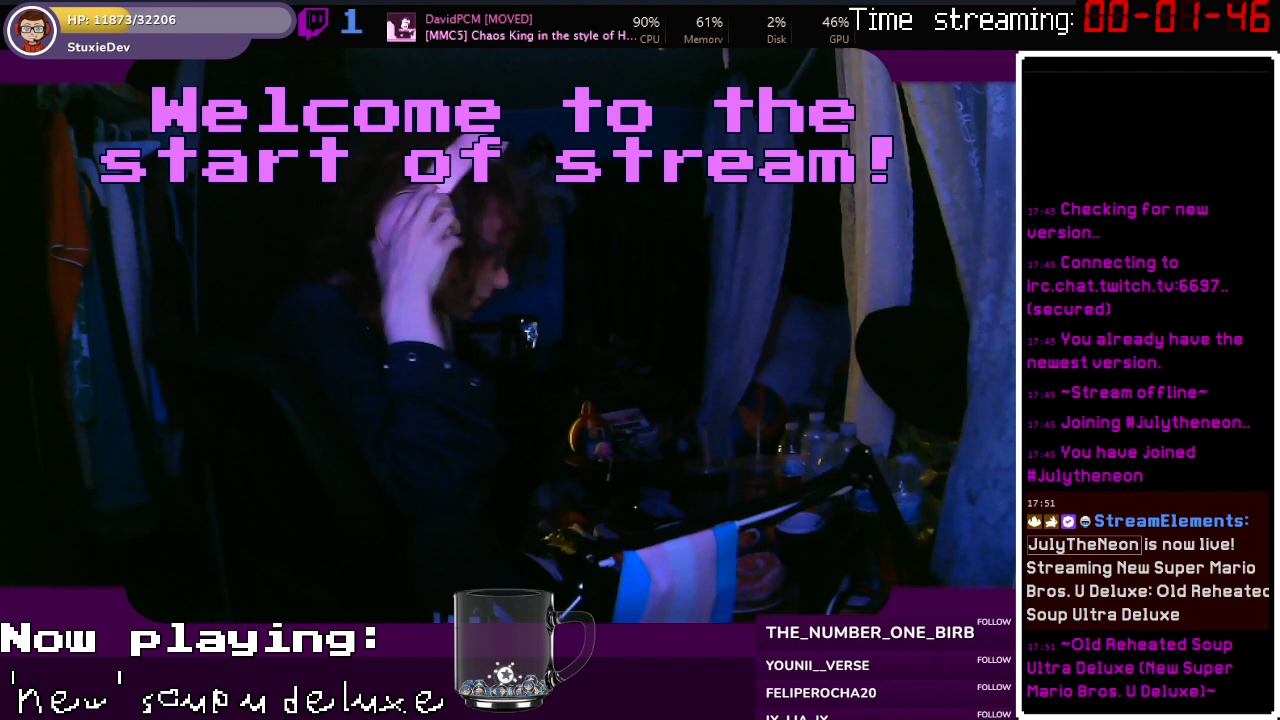 HP: 11873/32206
StuxieDev
1
DavidPCM [MOVED]
[MMC5] Chaos King in the style of H...
90%
CPU
61%
Memory
2%
Disk
46%
GPU
Time streaming:
00-01-46
Welcome to the
start of stream!
17:45 Checking for new
version..
17:45 Connecting to
irc.chat.twitch.tv:6697..
(secured)
17:45 You already have the
newest version.
17:45 ~Stream offline~
17:45 Joining #Julytheneon..
17:45 You have Joined
#Julytheneon
17:51
StreamElements:
JulyTheNeon is now live!
Streaming New Super Mario
Bros. U Deluxe: Old Reheated
Soup Ultra Deluxe
17:51 ~Old Reheated Soup
Ultra Deluxe (New Super
Mario Bros. U Deluxe)~
Now playing:
'new' soup u deluxe
THE_NUMBER_ONE_BIRB FOLLOW
YOUNII__VERSE FOLLOW
FELIPEROCHA20 FOLLOW
FOLLOW